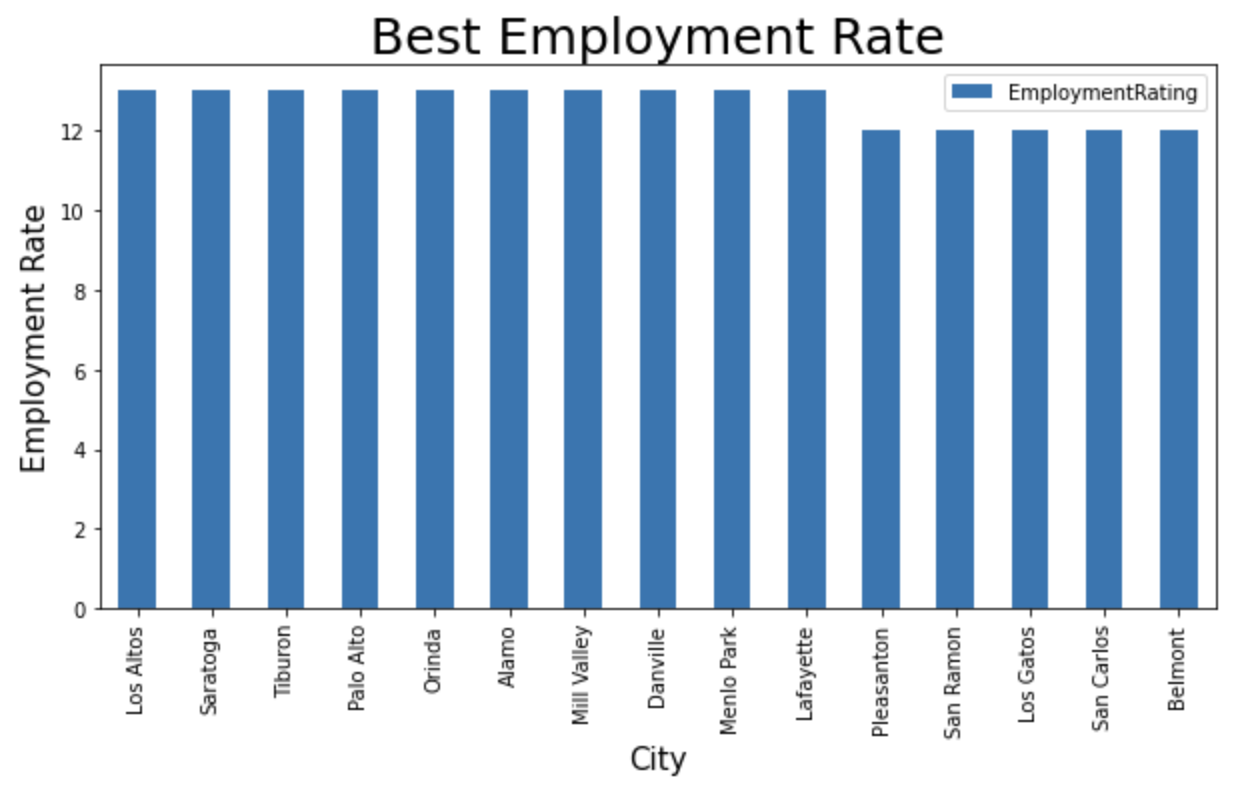 Best Employment Rate
EmploymentRating
Employment Rate
12
10
8
6
4
2
0
Los Altos
Saratoga
Tiburon
Palo Alto
Orinda
Alamo
Mill Valley
Danville
Menlo Park
Lafayette
Pleasanton
San Ramon
Los Gatos
San Carlos
Belmont
City